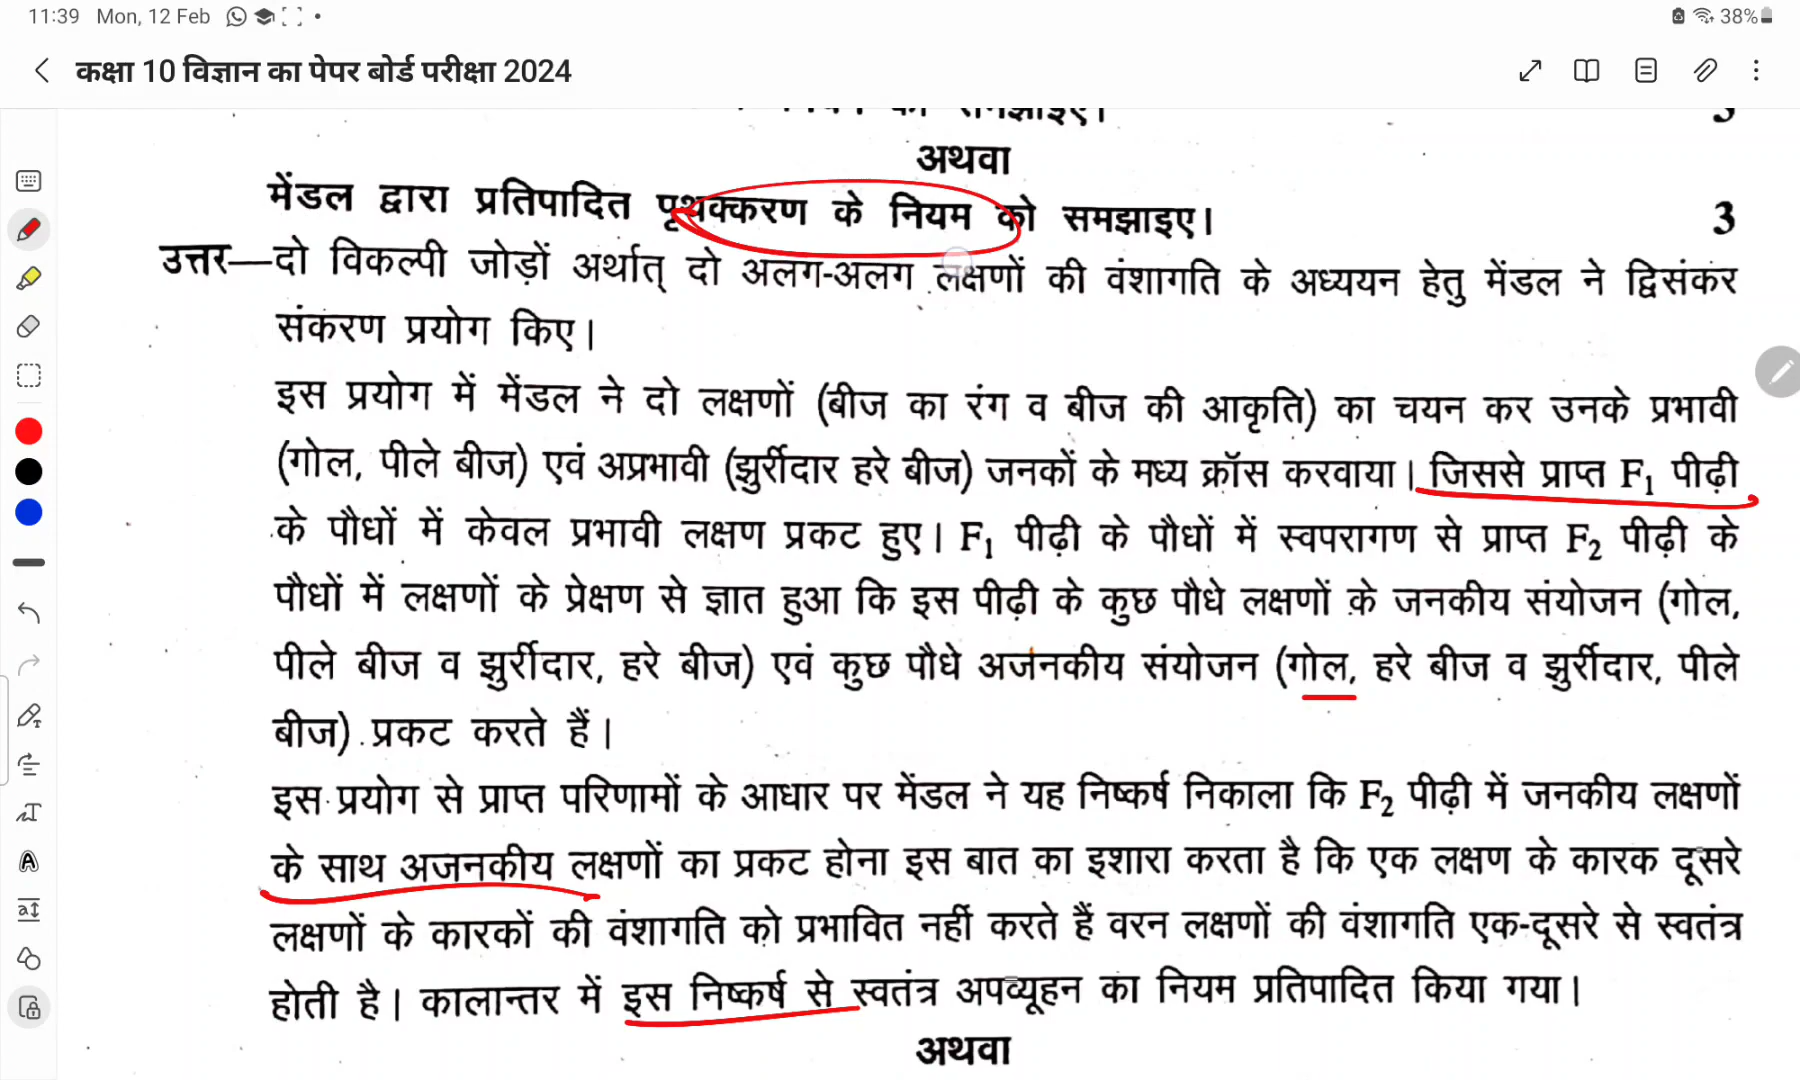 11:39 Mon, 12 Feb
38%
कक्षा 10 विज्ञान का पेपर बोर्ड परीक्षा 2024
समझाइए।
3
अथवा
मेंडल द्वारा प्रतिपादित पृथक्करण के नियम को समझाइए। 3
उत्तर—दो विकल्पी जोड़ों अर्थात् दो अलग-अलग लक्षणों की वंशागति के अध्ययन हेतु मेंडल ने द्विसंकर
संकरण प्रयोग किए।
इस प्रयोग में मेंडल ने दो लक्षणों (बीज का रंग व बीज की आकृति) का चयन कर उनके प्रभावी
(गोल, पीले बीज) एवं अप्रभावी (झुर्रीदार हरे बीज) जनकों के मध्य क्रॉस करवाया। जिससे प्राप्त F₁ पीढ़ी
के पौधों में केवल प्रभावी लक्षण प्रकट हुए। F₁ पीढ़ी के पौधों में स्वपरागण से प्राप्त F₂ पीढ़ी के
पौधों में लक्षणों के प्रेक्षण से ज्ञात हुआ कि इस पीढ़ी के कुछ पौधे लक्षणों के जनकीय संयोजन (गोल,
पीले बीज व झुर्रीदार, हरे बीज) एवं कुछ पौधे अजनकीय संयोजन (गोल, हरे बीज व झुर्रीदार, पीले
बीज) प्रकट करते हैं।
इस प्रयोग से प्राप्त परिणामों के आधार पर मेंडल ने यह निष्कर्ष निकाला कि F₂ पीढ़ी में जनकीय लक्षणों
के साथ अजनकीय लक्षणों का प्रकट होना इस बात का इशारा करता है कि एक लक्षण के कारक दूसरे
लक्षणों के कारकों की वंशागति को प्रभावित नहीं करते हैं वरन लक्षणों की वंशागति एक-दूसरे से स्वतंत्र
होती है। कालान्तर में इस निष्कर्ष से स्वतंत्र अपव्यूहन का नियम प्रतिपादित किया गया।
अथवा